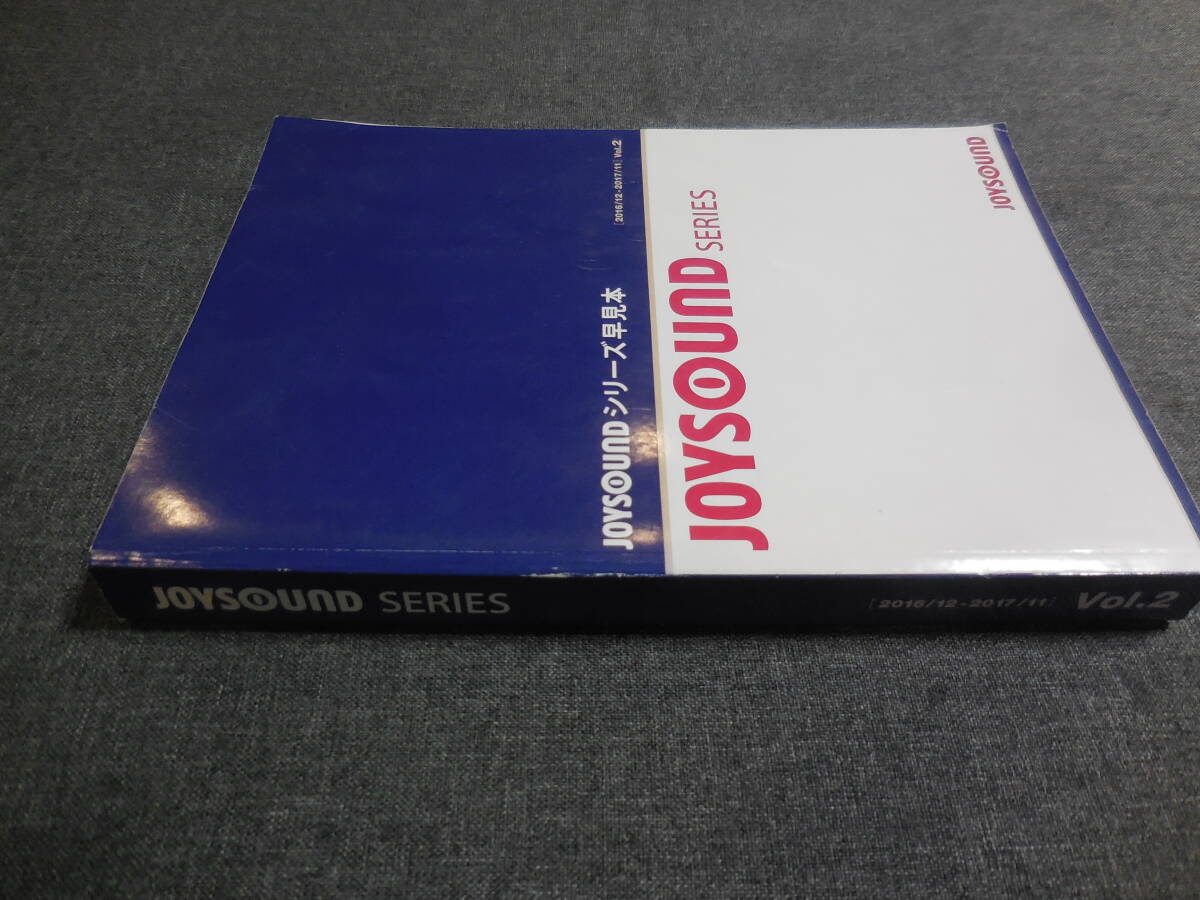 [2016/12-2017/11] Vol.2
JOYSOUNDシリーズ早見本
JOYSOUND SERIES
JOYSOUND
JOYSOUND SERIES
[2016/12-2017/11] Vol.2